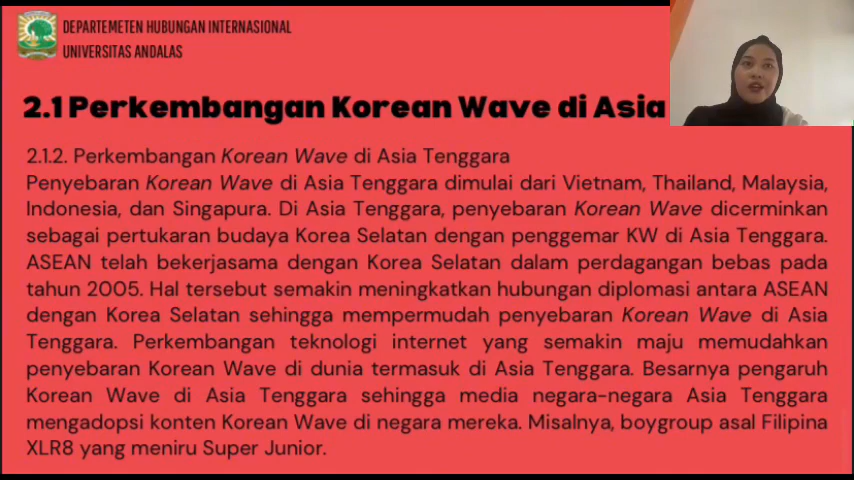 DEPARTEMETEN HUBUNGAN INTERNASIONAL
UNIVERSITAS ANDALAS
2.1 Perkembangan Korean Wave di Asia
2.1.2. Perkembangan Korean Wave di Asia Tenggara
Penyebaran Korean Wave di Asia Tenggara dimulai dari Vietnam, Thailand, Malaysia,
Indonesia, dan Singapura. Di Asia Tenggara, penyebaran Korean Wave dicerminkan
sebagai pertukaran budaya Korea Selatan dengan penggemar KW di Asia Tenggara.
ASEAN telah bekerjasama dengan Korea Selatan dalam perdagangan bebas pada
tahun 2005. Hal tersebut semakin meningkatkan hubungan diplomasi antara ASEAN
dengan Korea Selatan sehingga mempermudah penyebaran Korean Wave di Asia
Tenggara. Perkembangan teknologi internet yang semakin maju memudahkan
penyebaran Korean Wave di dunia termasuk di Asia Tenggara. Besarnya pengaruh
Korean Wave di Asia Tenggara sehingga media negara-negara Asia Tenggara
mengadopsi konten Korean Wave di negara mereka. Misalnya, boygroup asal Filipina
XLR8 yang meniru Super Junior.